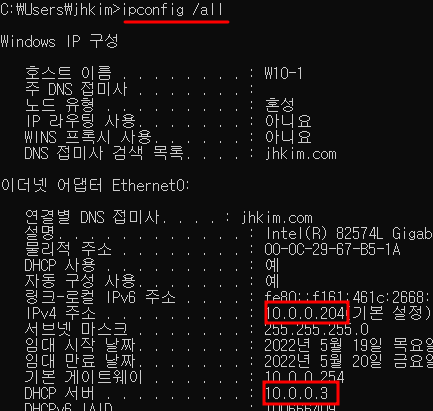 C:\Users\jhkim>ipconfig /all
Windows IP 구성
호스트 이름 . . . . . . . . : W10-1
주 DNS 접미사 . . . . . . . :
노드 유형 . . . . . . . . . : 혼성
IP 라우팅 사용. . . . . . . : 아니요
WINS 프록시 사용. . . . . . : 아니요
DNS 접미사 검색 목록. . . . : jhkim.com
이더넷 어댑터 Ethernet0:
연결별 DNS 접미사. . . . : jhkim.com
설명. . . . . . . . . . . . : Intel(R) 82574L Gigab
물리적 주소 . . . . . . . . : 00-0C-29-67-B5-1A
DHCP 사용 . . . . . . . . . : 예
자동 구성 사용. . . . . . . : 예
링크-로컬 IPv6 주소 . . . . : fe80::f161:461c:2668:
IPv4 주소 . . . . . . . . . : 10.0.0.204(기본 설정)
서브넷 마스크 . . . . . . . : 255.255.255.0
임대 시작 날짜. . . . . . . : 2022년 5월 19일 목요일
임대 만료 날짜. . . . . . . : 2022년 5월 20일 금요일
기본 게이트웨이 . . . . . . : 10.0.0.254
DHCP 서버 . . . . . . . . . : 10.0.0.3
DHCPv6 IAID . . . . . . . . : 100666409